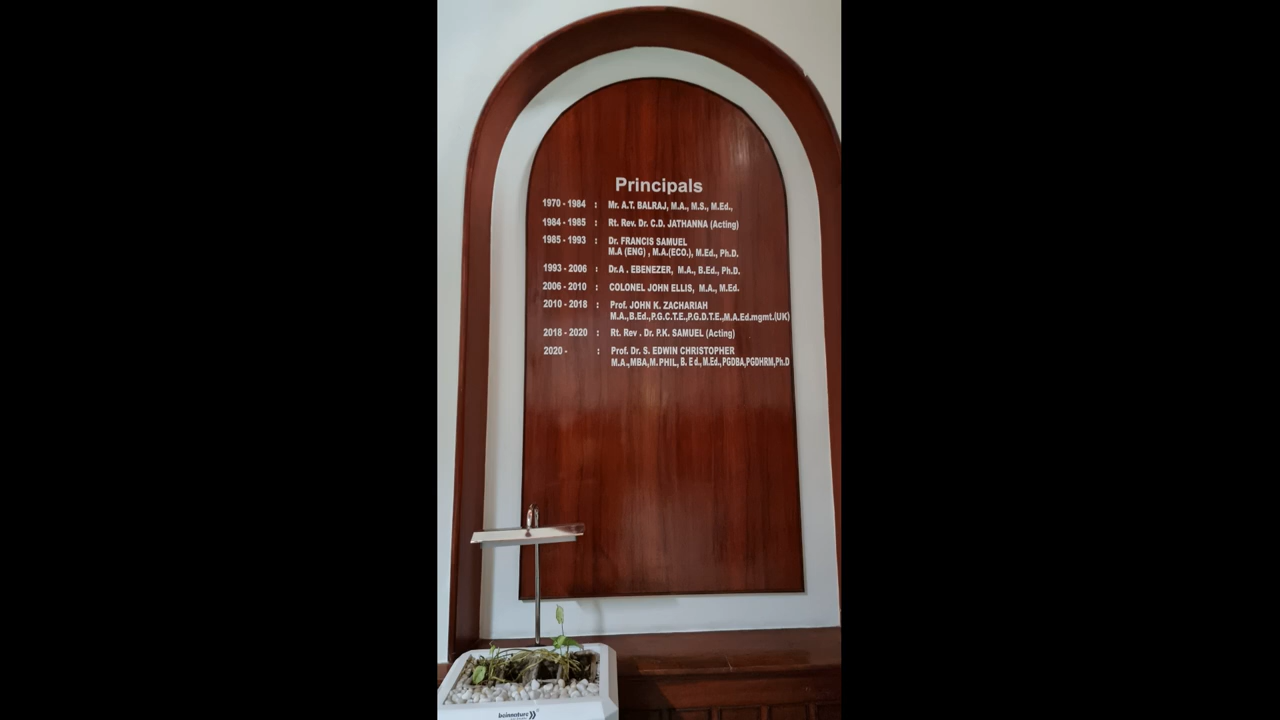 Principals
1970 - 1984 : Mr. A.T. BALRAJ, M.A., M.S., M.Ed.,
1984 - 1985 : Rt. Rev. Dr. C.D. JATHANNA (Acting)
1985 - 1993 : Dr. FRANCIS SAMUEL
M.A (ENG) , M.A.(ECO.), M.Ed., Ph.D.
1993 - 2006 : Dr.A . EBENEZER, M.A., B.Ed., Ph.D.
2006 - 2010 : COLONEL JOHN ELLIS, M.A., M.Ed.
2010 - 2018 : Prof. JOHN K. ZACHARIAH
M.A.,B.Ed.,P.G.C.T.E.,P.G.D.T.E.,M.A.Ed.mgmt.(UK)
2018 - 2020 : Rt. Rev . Dr. P.K. SAMUEL (Acting)
2020 - : Prof. Dr. S. EDWIN CHRISTOPHER
M.A.,MBA,M.PHIL, B. Ed., M.Ed., PGDBA,PGDHRM,Ph.D